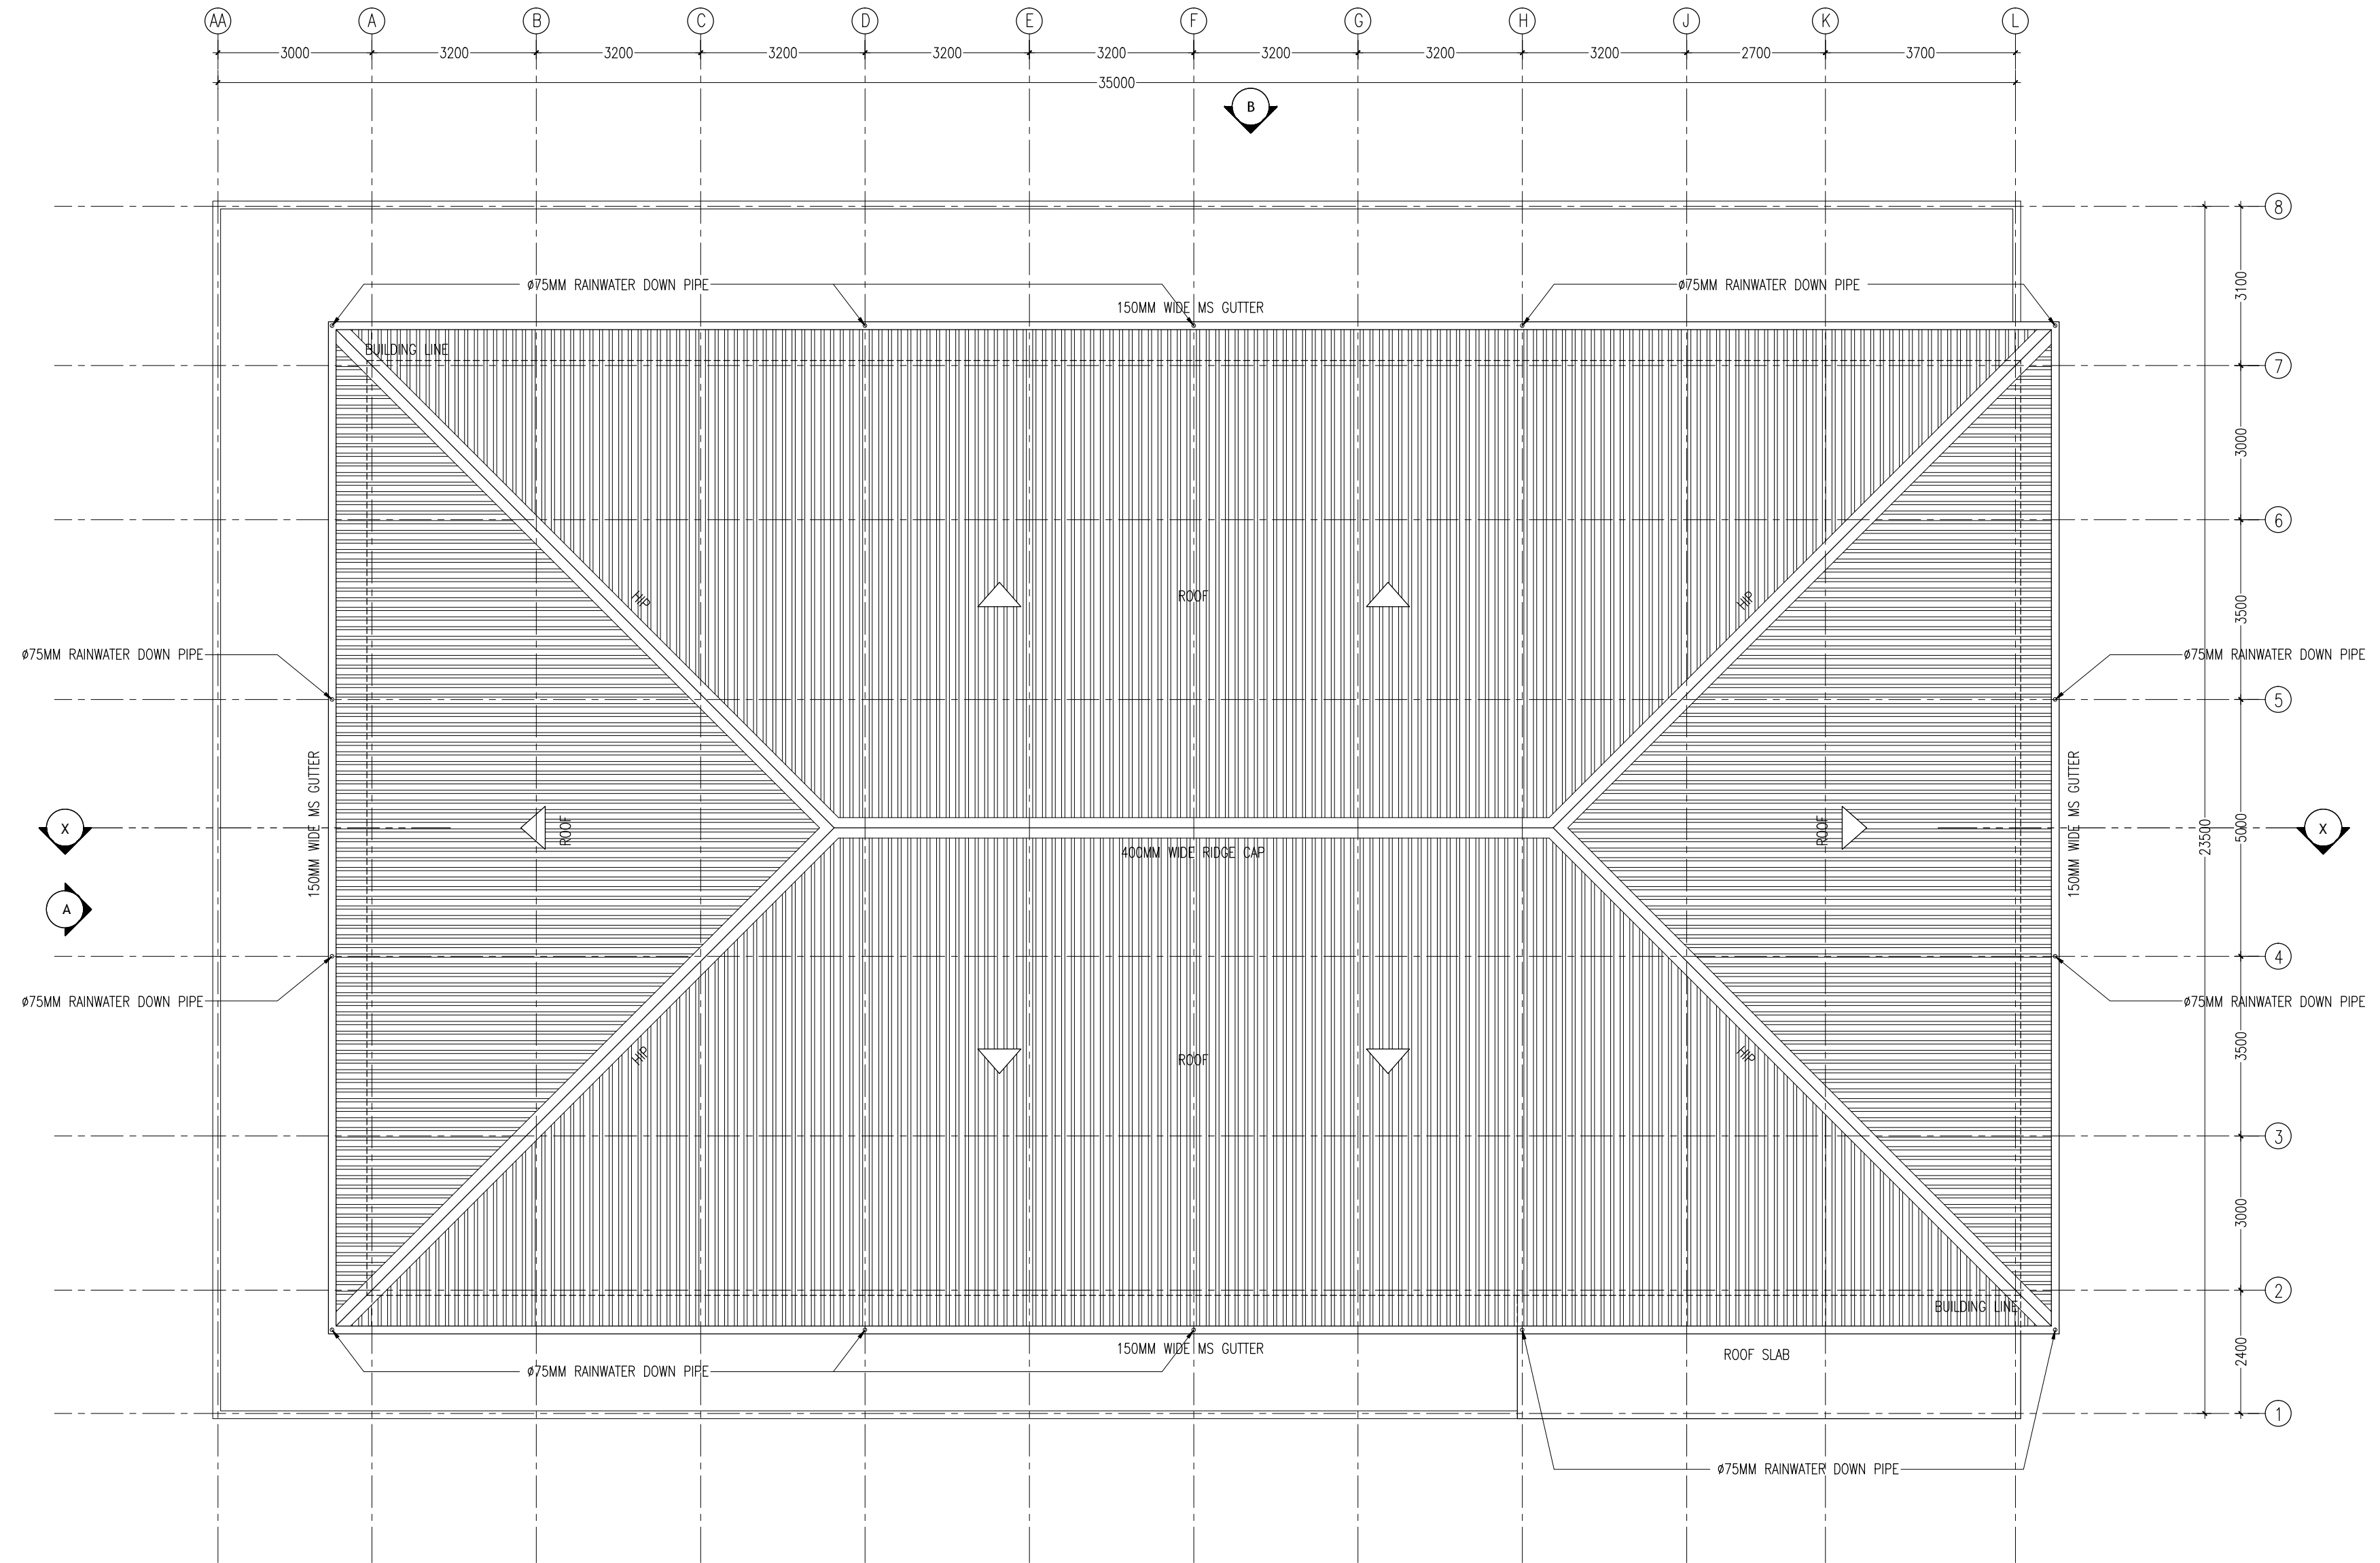 AA A B C D E F G H J K L
3000 3200 3200 3200 3200 3200 3200 3200 3200 2700 3700
35000
B
8
Ø75MM RAINWATER DOWN PIPE
Ø75MM RAINWATER DOWN PIPE
3100
150MM WIDE MS GUTTER
BUILDING LINE
7
3000
6
HIP
ROOF
HIP
3500
Ø75MM RAINWATER DOWN PIPE
Ø75MM RAINWATER DOWN PIPE
5
150MM WIDE MS GUTTER
150MM WIDE MS GUTTER
X
ROOF
ROOF
23500
5000
X
400MM WIDE RIDGE CAP
A
4
Ø75MM RAINWATER DOWN PIPE
Ø75MM RAINWATER DOWN PIPE
HIP
ROOF
HIP
3500
3
3000
2
BUILDING LINE
150MM WIDE MS GUTTER
ROOF SLAB
2400
Ø75MM RAINWATER DOWN PIPE
1
Ø75MM RAINWATER DOWN PIPE